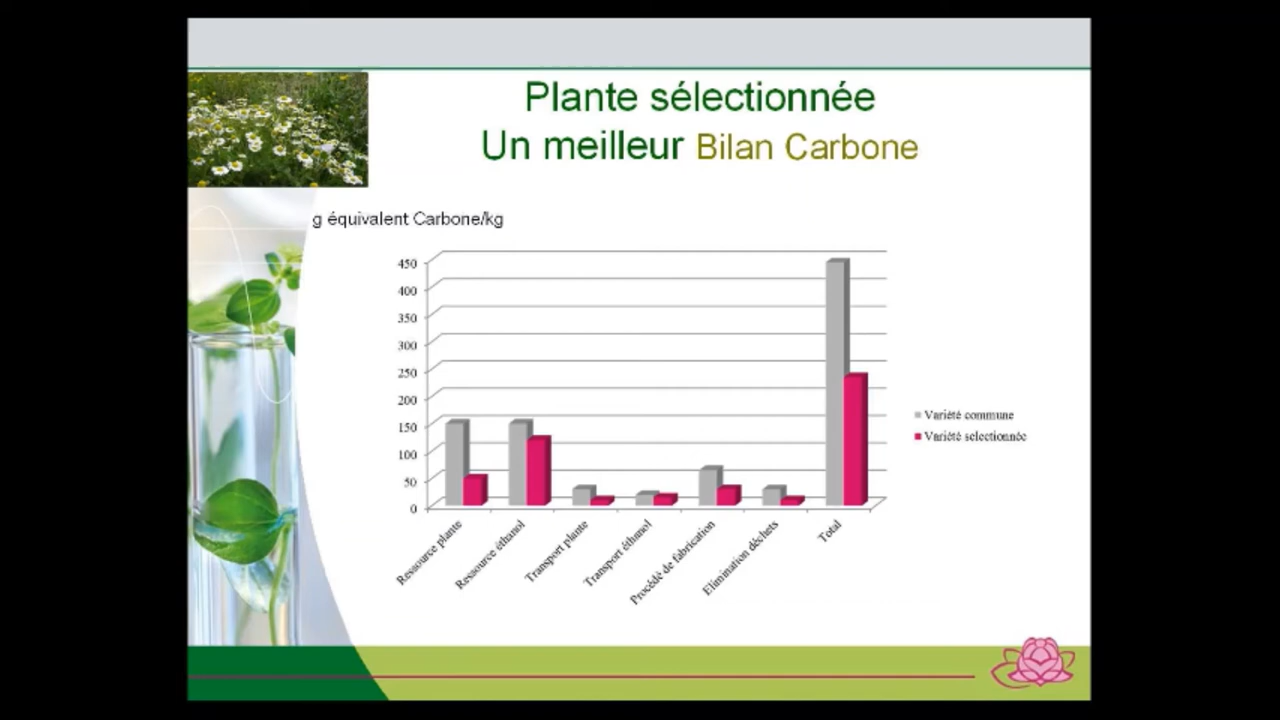 Plante sélectionnée
Un meilleur Bilan Carbone
g équivalent Carbone/kg
450
400
350
300
250
200
150
100
50
0
Ressource plante
Ressource éthanol
Transport plante
Transport éthanol
Procédé de fabrication
Elimination déchets
Total
Variété commune
Variété selectionnée